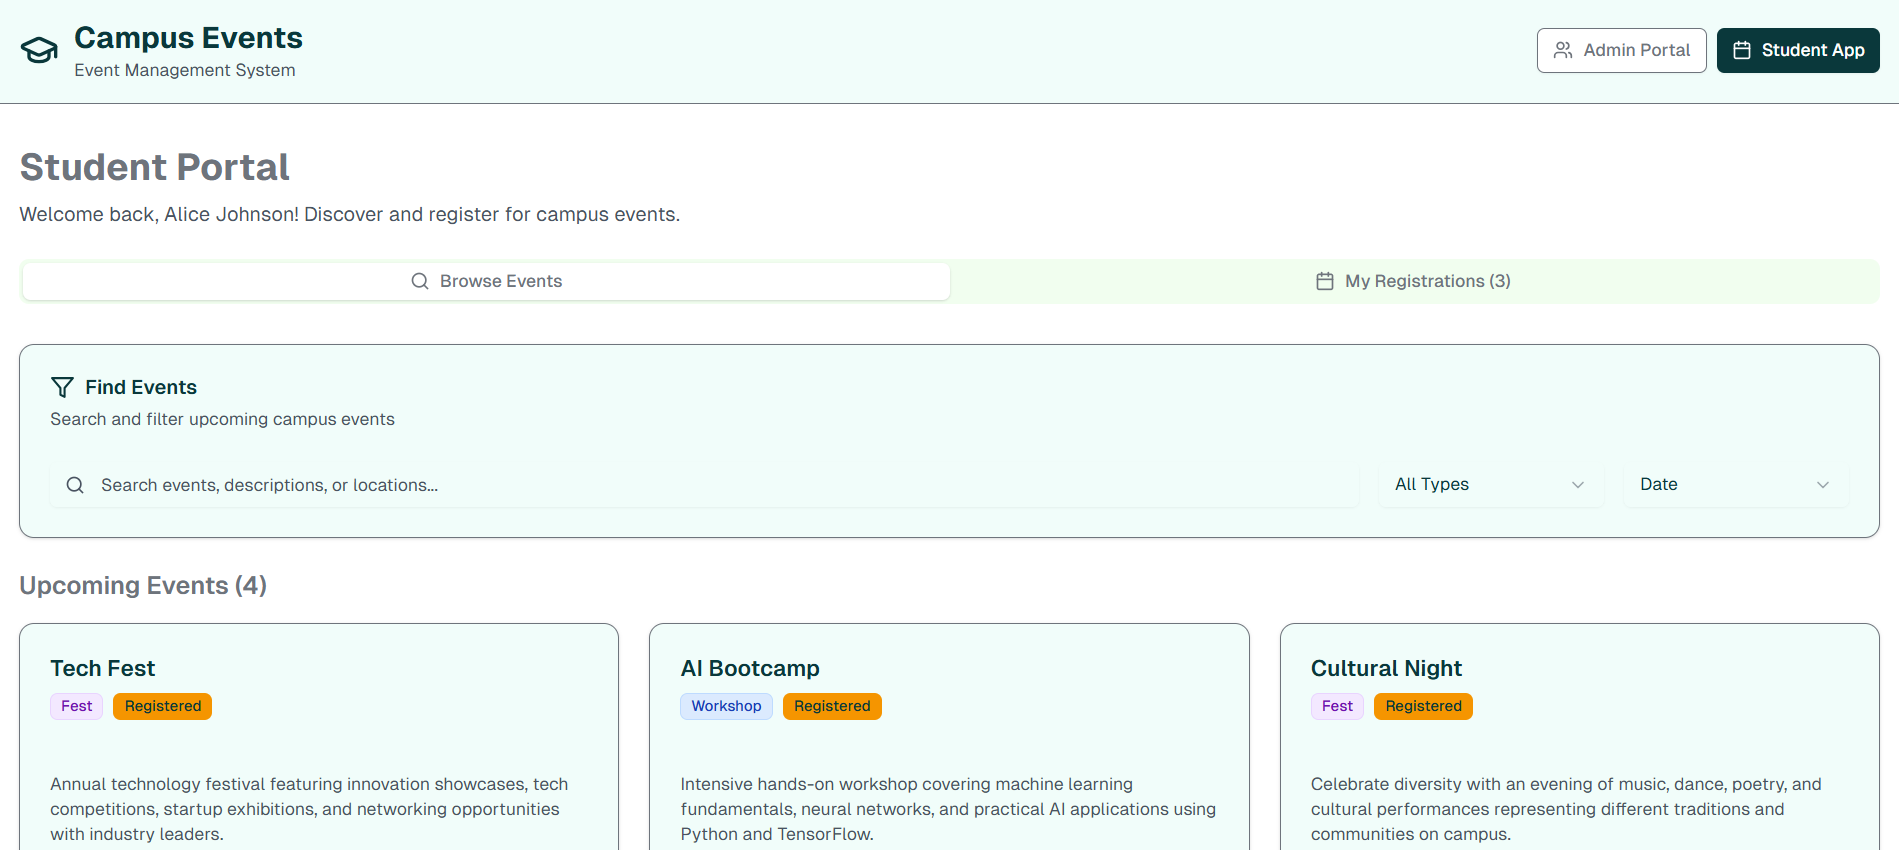 Campus Events
Event Management System
Admin Portal
Student App
Student Portal
Welcome back, Alice Johnson! Discover and register for campus events.
Browse Events
My Registrations (3)
Find Events
Search and filter upcoming campus events
Search events, descriptions, or locations...
All Types
Date
Upcoming Events (4)
Tech Fest
Fest
Registered
Annual technology festival featuring innovation showcases, tech
competitions, startup exhibitions, and networking opportunities
with industry leaders.
AI Bootcamp
Workshop
Registered
Intensive hands-on workshop covering machine learning
fundamentals, neural networks, and practical AI applications using
Python and TensorFlow.
Cultural Night
Fest
Registered
Celebrate diversity with an evening of music, dance, poetry, and
cultural performances representing different traditions and
communities on campus.